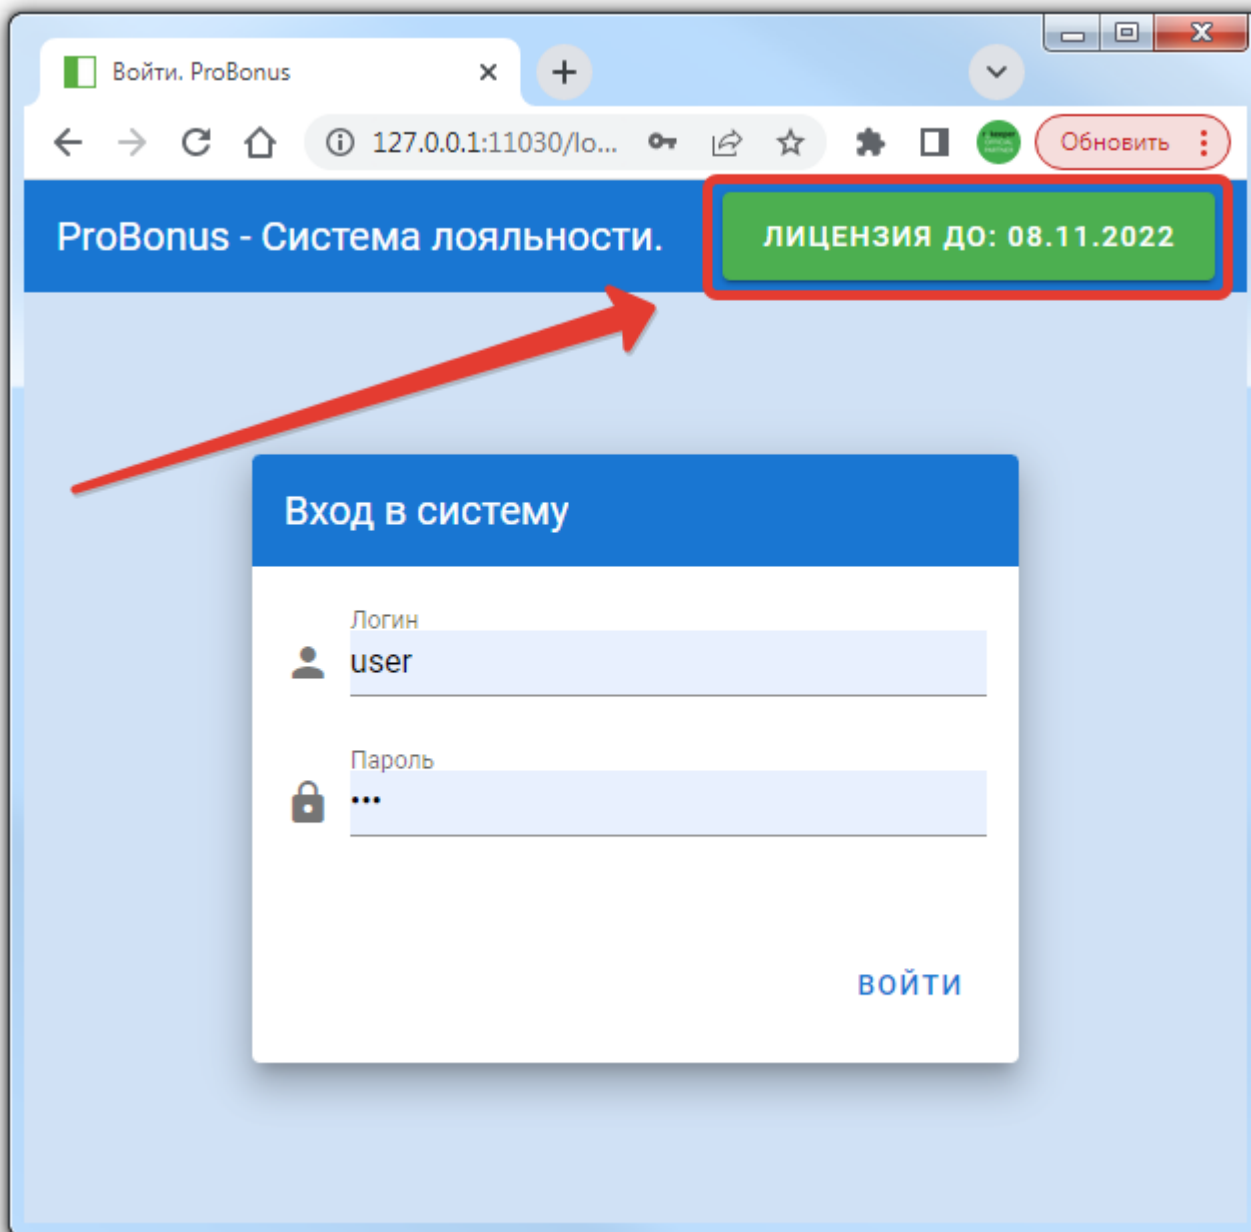 Войти. ProBonus
127.0.0.1:11030/lo...
Обновить
ProBonus - Система лояльности.
ЛИЦЕНЗИЯ ДО: 08.11.2022
Вход в систему
Логин
user
Пароль
•••
ВОЙТИ